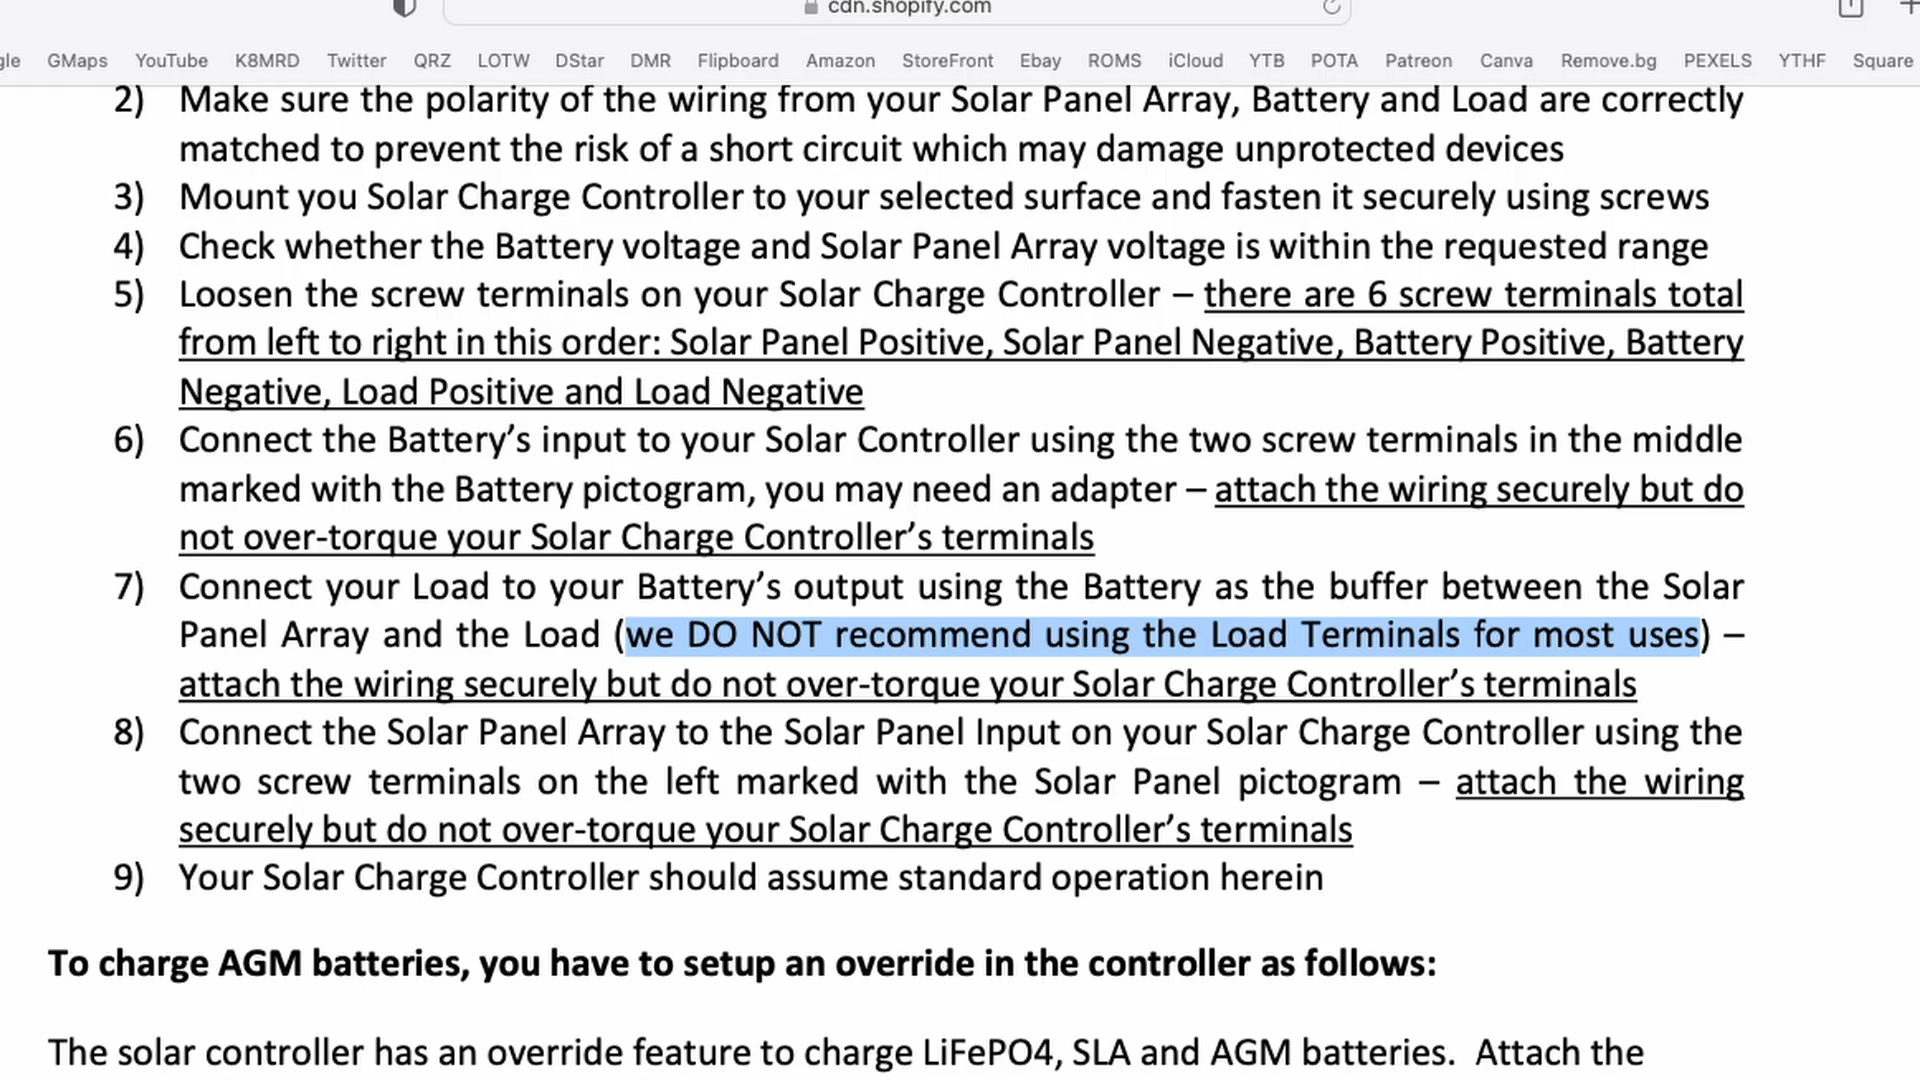 cdn.shopify.com
gle GMaps YouTube K8MRD Twitter QRZ LOTW DStar DMR Flipboard Amazon StoreFront Ebay ROMS iCloud YTB POTA Patreon Canva Remove.bg PEXELS YTHF Square
2) Make sure the polarity of the wiring from your Solar Panel Array, Battery and Load are correctly
matched to prevent the risk of a short circuit which may damage unprotected devices
3) Mount you Solar Charge Controller to your selected surface and fasten it securely using screws
4) Check whether the Battery voltage and Solar Panel Array voltage is within the requested range
5) Loosen the screw terminals on your Solar Charge Controller – there are 6 screw terminals total
from left to right in this order: Solar Panel Positive, Solar Panel Negative, Battery Positive, Battery
Negative, Load Positive and Load Negative
6) Connect the Battery’s input to your Solar Controller using the two screw terminals in the middle
marked with the Battery pictogram, you may need an adapter – attach the wiring securely but do
not over-torque your Solar Charge Controller’s terminals
7) Connect your Load to your Battery’s output using the Battery as the buffer between the Solar
Panel Array and the Load (we DO NOT recommend using the Load Terminals for most uses) –
attach the wiring securely but do not over-torque your Solar Charge Controller’s terminals
8) Connect the Solar Panel Array to the Solar Panel Input on your Solar Charge Controller using the
two screw terminals on the left marked with the Solar Panel pictogram – attach the wiring
securely but do not over-torque your Solar Charge Controller’s terminals
9) Your Solar Charge Controller should assume standard operation herein
To charge AGM batteries, you have to setup an override in the controller as follows:
The solar controller has an override feature to charge LiFePO4, SLA and AGM batteries.  Attach the